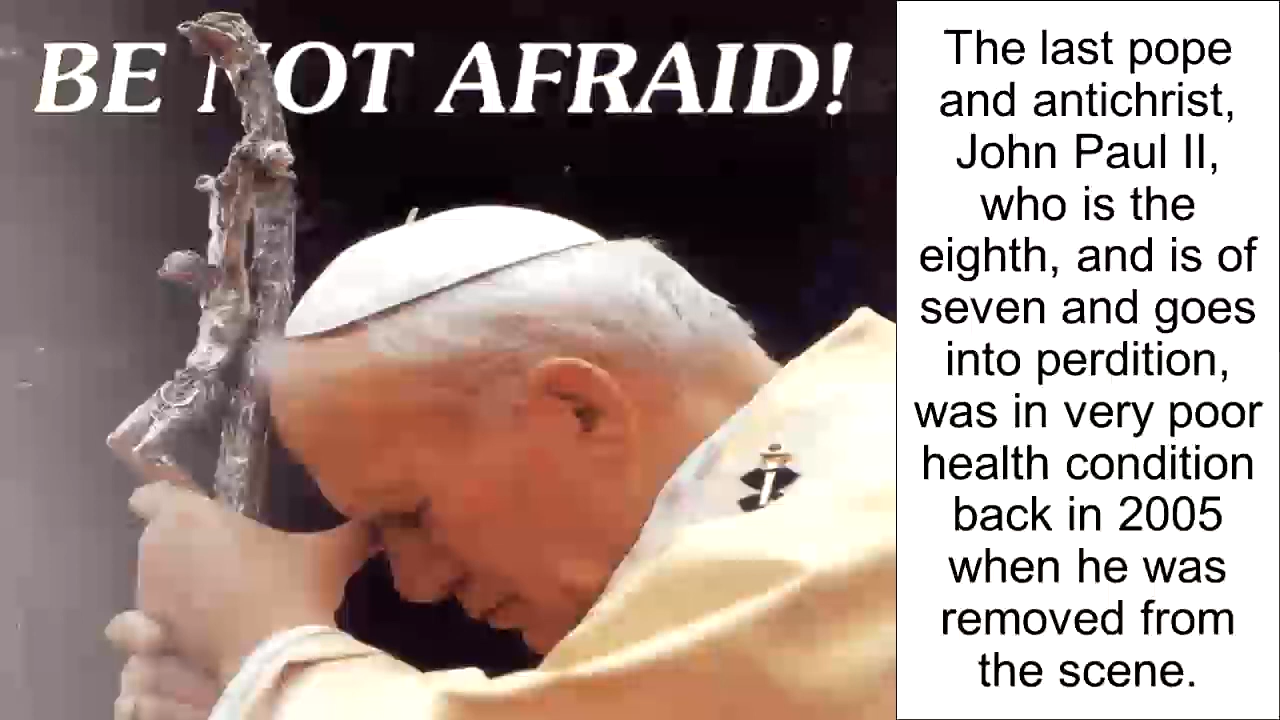 BE NOT AFRAID!
The last pope
and antichrist,
John Paul II,
who is the
eighth, and is of
seven and goes
into perdition,
was in very poor
health condition
back in 2005
when he was
removed from
the scene.